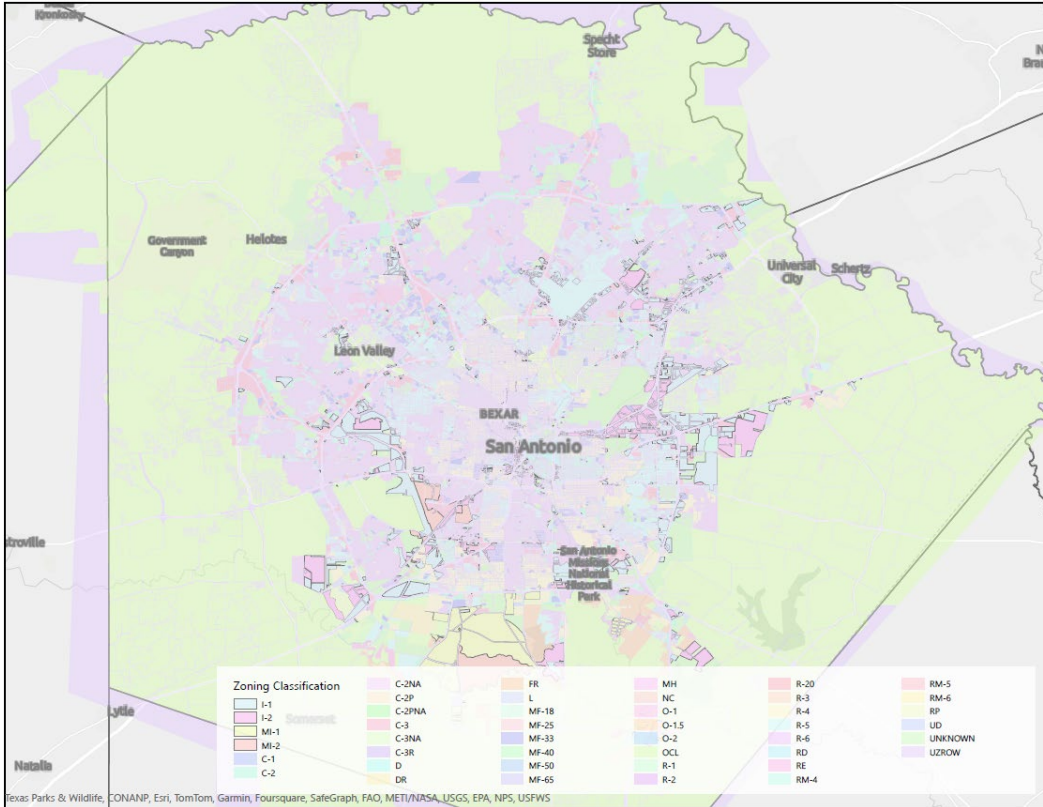 Kronkosky
Specht
Store
Government
Canyon
Helotes
Universal
City
Schertz
Leon Valley
BEXAR
San Antonio
San Antonio
Missions
National
Historical
Park
Lytle
Somerset
Natalia
Zoning Classification
I-1
I-2
MI-1
MI-2
C-1
C-2
C-2NA
C-2P
C-2PNA
C-3
C-3NA
C-3R
D
DR
FR
L
MF-18
MF-25
MF-33
MF-40
MF-50
MF-65
MH
NC
O-1
O-1.5
O-2
OCL
R-1
R-2
R-20
R-3
R-4
R-5
R-6
RD
RE
RM-4
RM-5
RM-6
RP
UD
UNKNOWN
UZROW
Texas Parks & Wildlife, CONANP, Esri, TomTom, Garmin, Foursquare, SafeGraph, FAO, METI/NASA, USGS, EPA, NPS, USFWS